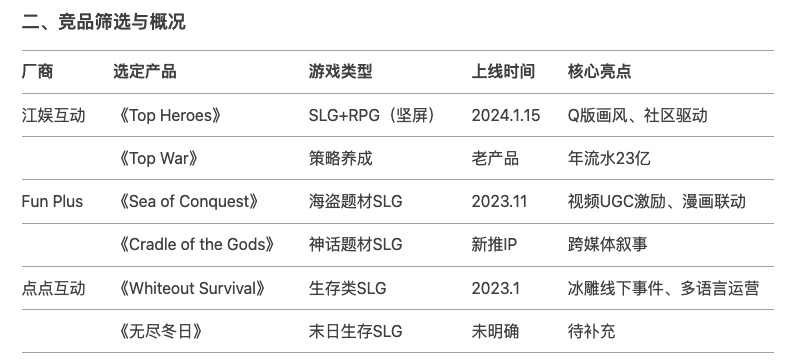 二、竞品筛选与概况
厂商 选定产品 游戏类型 上线时间 核心亮点
江娱互动 《Top Heroes》 SLG+RPG（坚屏） 2024.1.15 Q版画风、社区驱动
《Top War》 策略养成 老产品 年流水23亿
Fun Plus 《Sea of Conquest》 海盗题材SLG 2023.11 视频UGC激励、漫画联动
《Cradle of the Gods》 神话题材SLG 新推IP 跨媒体叙事
点点互动 《Whiteout Survival》 生存类SLG 2023.1 冰雕线下事件、多语言运营
《无尽冬日》 末日生存SLG 未明确 待补充